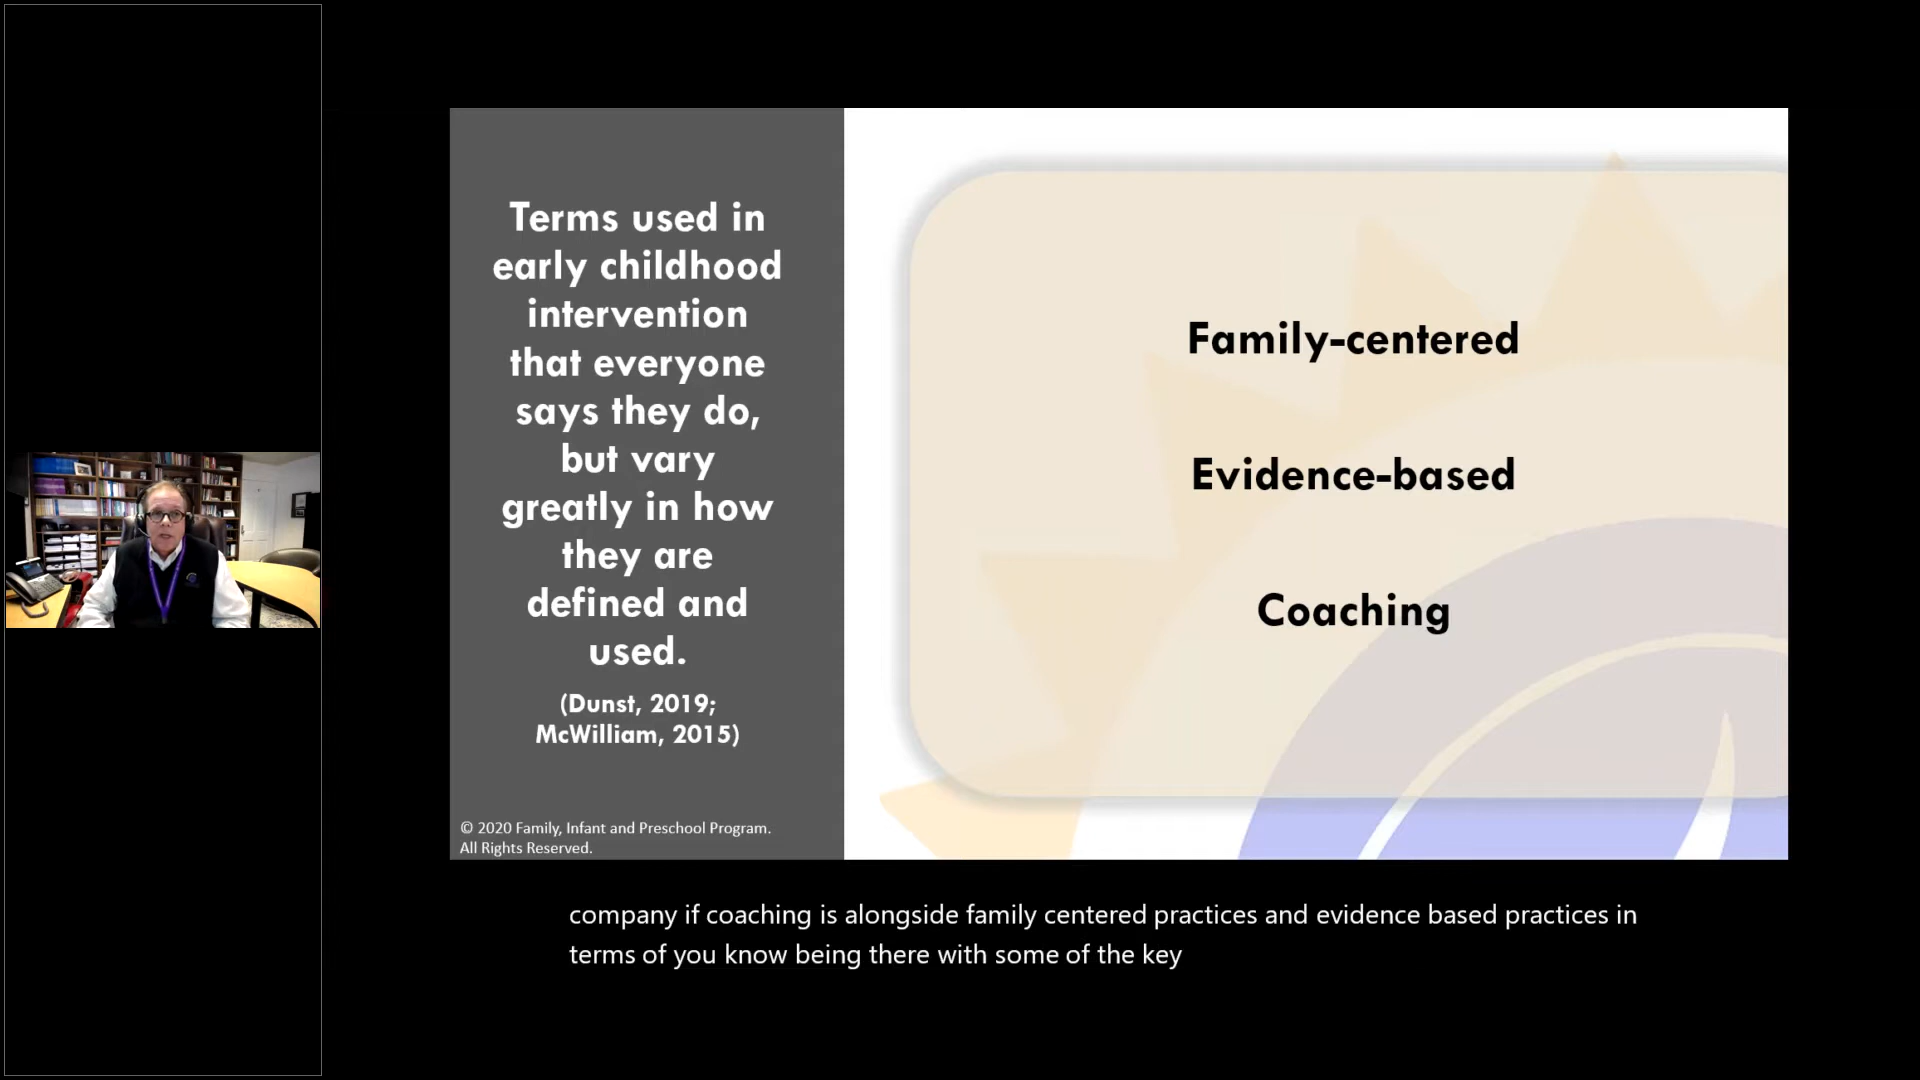 Terms used in
early childhood
intervention
that everyone
says they do,
but vary
greatly in how
they are
defined and
used.
(Dunst, 2019;
McWilliam, 2015)
© 2020 Family, Infant and Preschool Program.
All Rights Reserved.
Family-centered
Evidence-based
Coaching
company if coaching is alongside family centered practices and evidence based practices in
terms of you know being there with some of the key